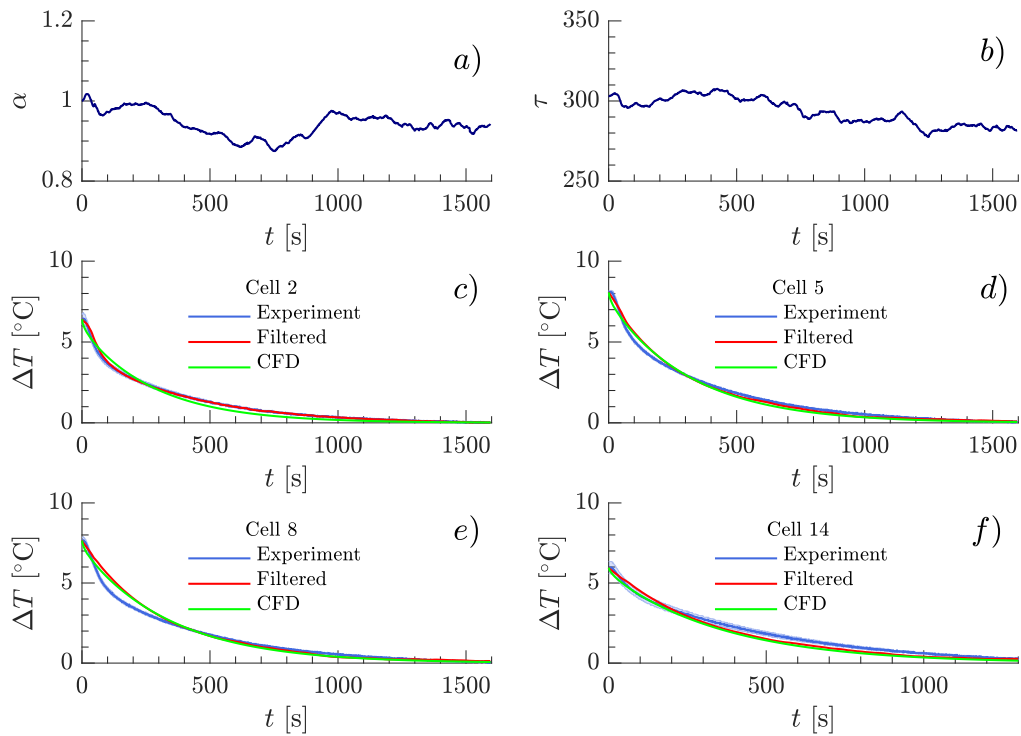 1.2
1
0.8
α
a)
0
500
1000
1500
t [s]
350
300
250
τ
b)
0
500
1000
1500
t [s]
10
5
0
ΔT [°C]
c)
Cell 2
Experiment
Filtered
CFD
0
500
1000
1500
t [s]
10
5
0
ΔT [°C]
d)
Cell 5
Experiment
Filtered
CFD
0
500
1000
1500
t [s]
10
5
0
ΔT [°C]
e)
Cell 8
Experiment
Filtered
CFD
0
500
1000
1500
t [s]
10
5
0
ΔT [°C]
f)
Cell 14
Experiment
Filtered
CFD
0
500
1000
t [s]